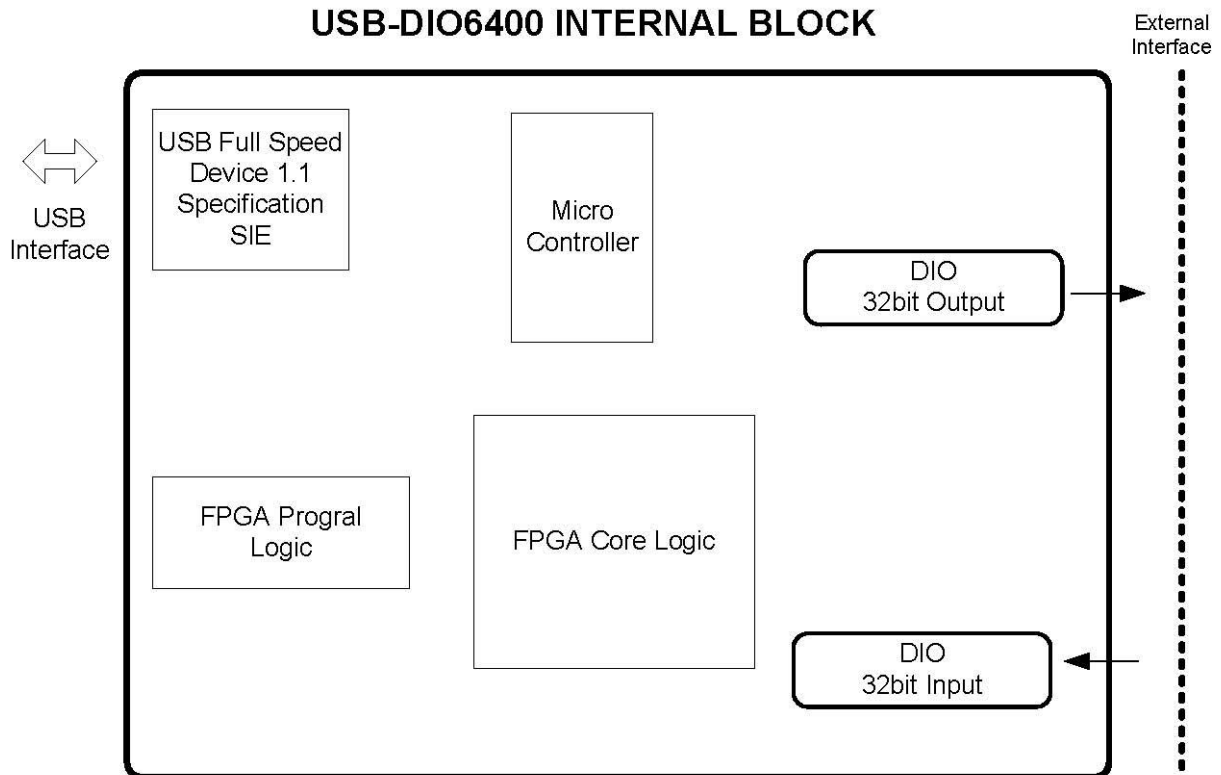 USB-DIO6400 INTERNAL BLOCK
External
Interface
USB Full Speed
Device 1.1
Specification
SIE
USB
Interface
Micro
Controller
DIO
32bit Output
FPGA Progral
Logic
FPGA Core Logic
DIO
32bit Input